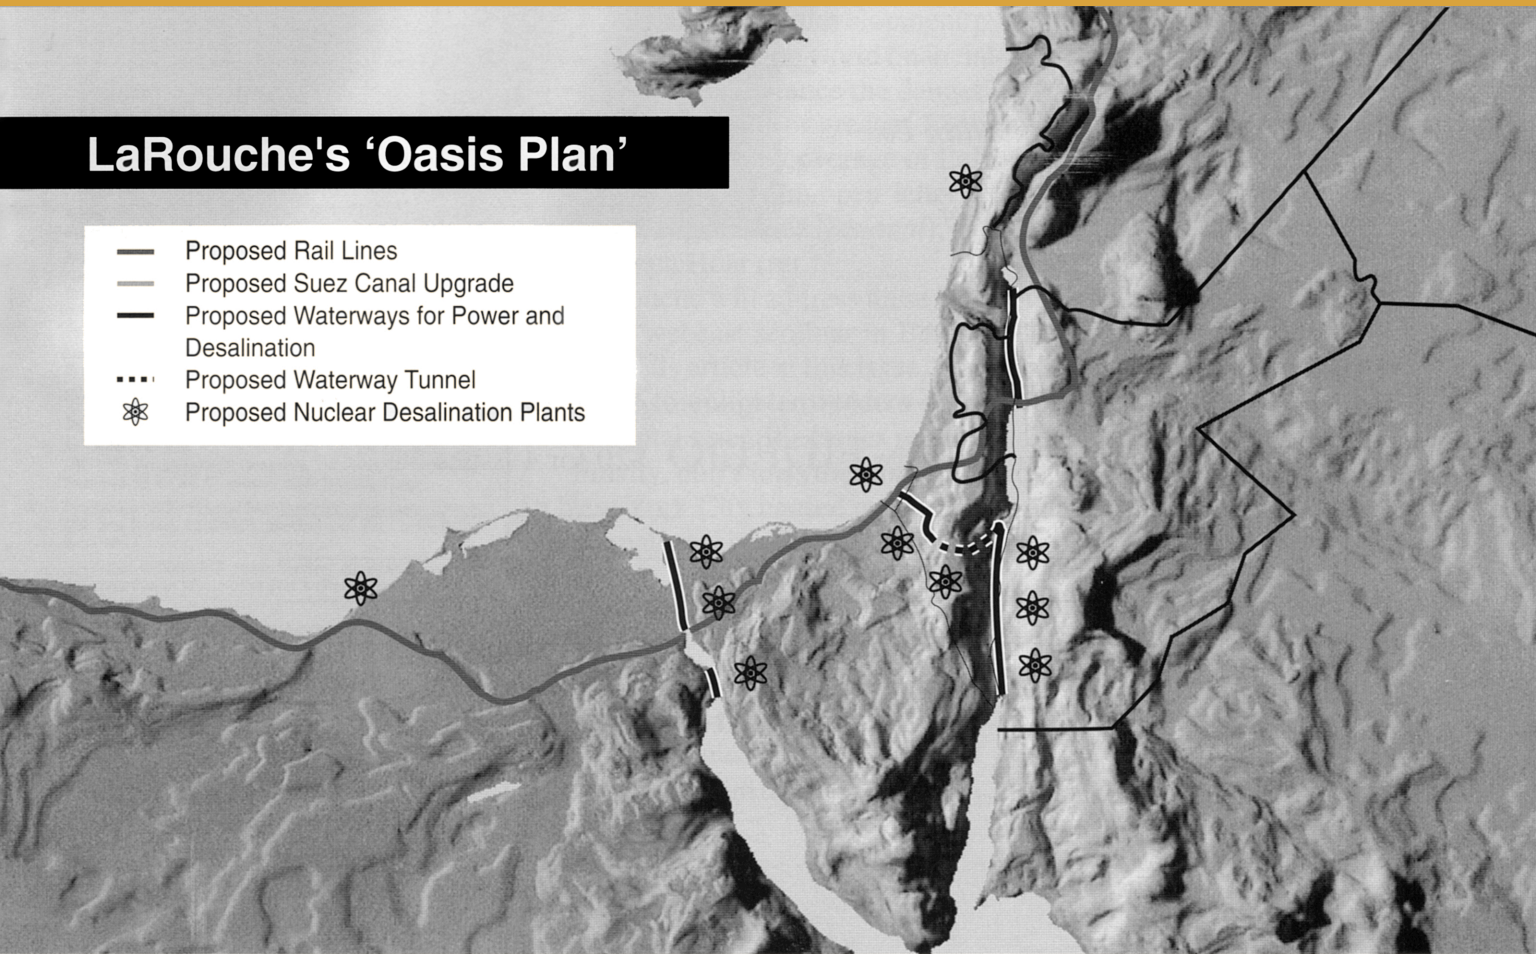 LaRouche's ‘Oasis Plan’
Proposed Rail Lines
Proposed Suez Canal Upgrade
Proposed Waterways for Power and
Desalination
Proposed Waterway Tunnel
Proposed Nuclear Desalination Plants